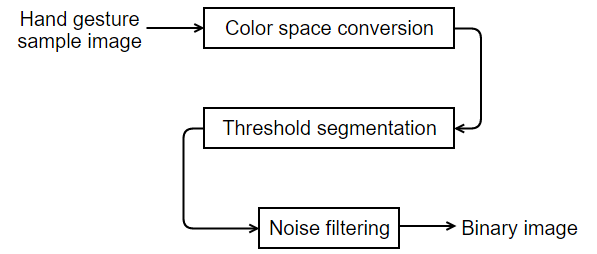 Hand gesture
sample image
Color space conversion
Threshold segmentation
Noise filtering
Binary image